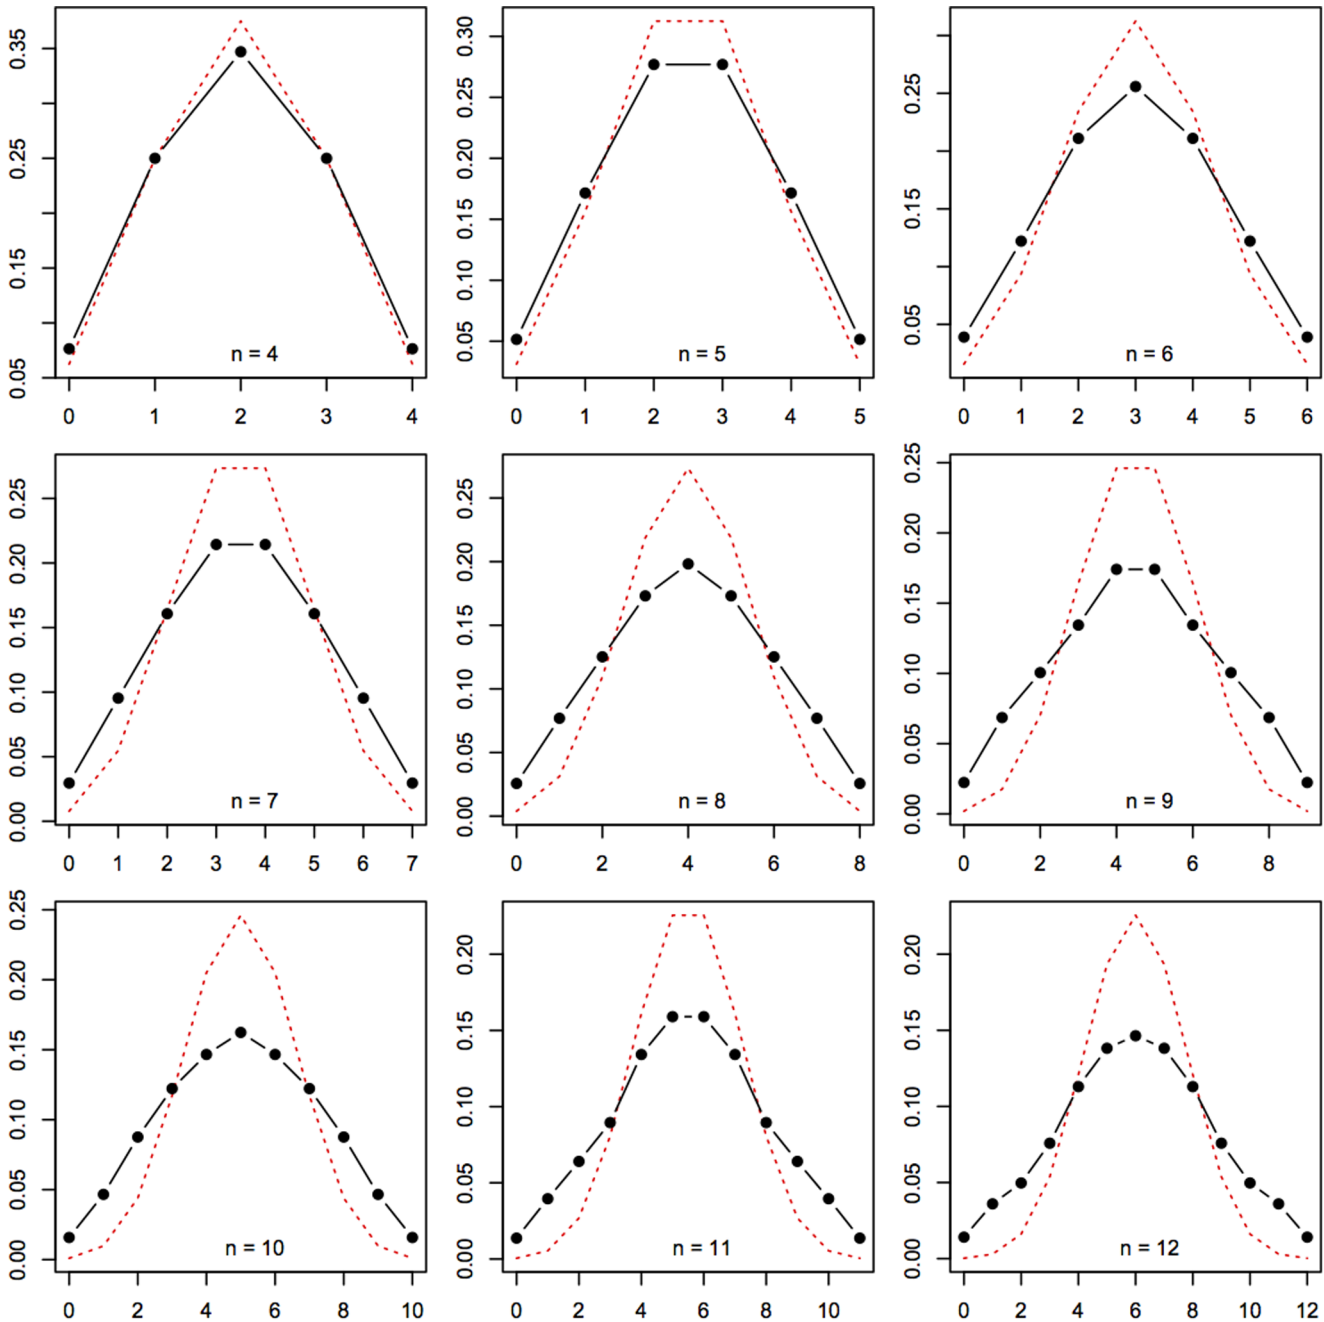 0.05 0.15 0.25 0.35
n = 4
0 1 2 3 4
0.05 0.10 0.15 0.20 0.25 0.30
n = 5
0 1 2 3 4 5
0.05 0.15 0.25
n = 6
0 1 2 3 4 5 6
0.00 0.05 0.10 0.15 0.20 0.25
n = 7
0 1 2 3 4 5 6 7
0.00 0.05 0.10 0.15 0.20 0.25
n = 8
0 2 4 6 8
0.00 0.05 0.10 0.15 0.20 0.25
n = 9
0 2 4 6 8
0.00 0.05 0.10 0.15 0.20 0.25
n = 10
0 2 4 6 8 10
0.00 0.05 0.10 0.15 0.20
n = 11
0 2 4 6 8 10
0.00 0.05 0.10 0.15 0.20
n = 12
0 2 4 6 8 10 12